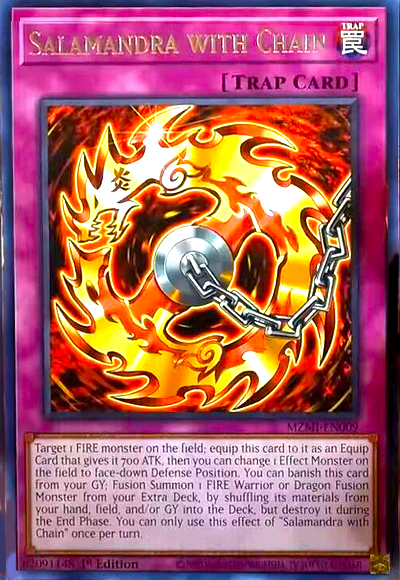 Salamandra with Chain
TRAP
罠
[Trap Card]
炎
MZMI-EN009
Target 1 FIRE monster on the field; equip this card to it as an Equip
Card that gives it 700 ATK, then you can change 1 Effect Monster on
the field to face-down Defense Position. You can banish this card
from your GY; Fusion Summon 1 FIRE Warrior or Dragon Fusion
Monster from your Extra Deck, by shuffling its materials from
your hand, field, and/or GY into the Deck, but destroy it during
the End Phase. You can only use this effect of "Salamandra
with Chain" once per turn.
62091148 1st Edition